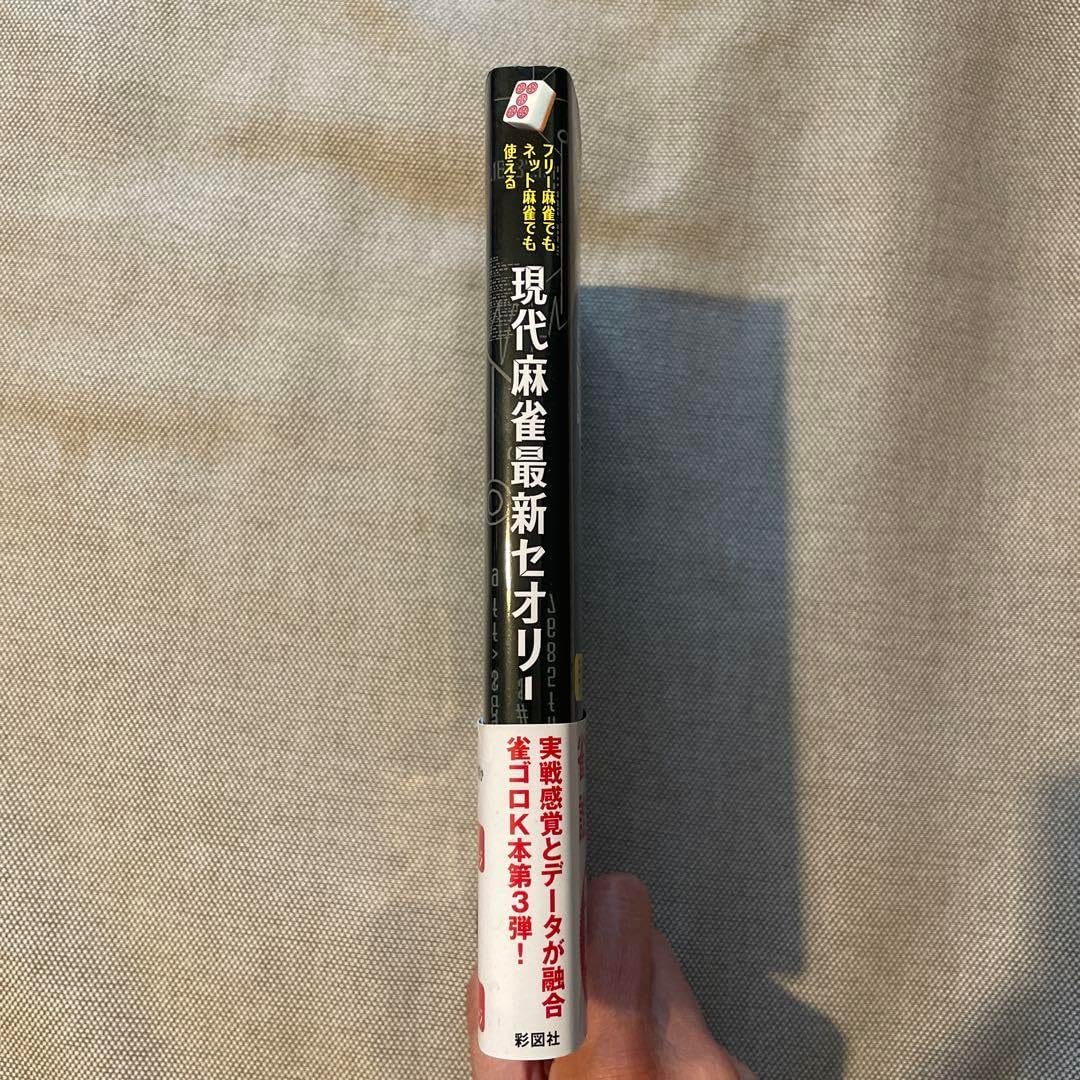 フリー麻雀でも
ネット麻雀でも
使える
現代麻雀最新セオリー
実戦感覚とデータが融合
雀ゴロK本第3弾！
彩図社